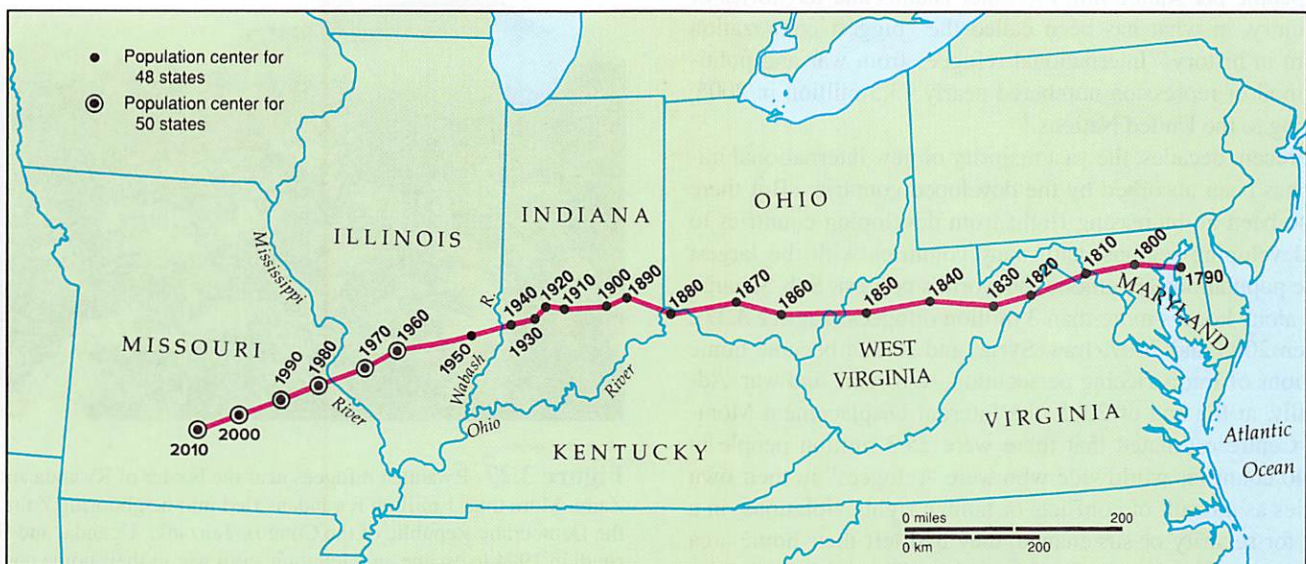 Population center for
48 states
Population center for
50 states
MISSOURI
ILLINOIS
INDIANA
OHIO
KENTUCKY
WEST
VIRGINIA
VIRGINIA
MARYLAND
Mississippi
River
Wabash
R.
Ohio
River
Atlantic
Ocean
2010
2000
1990
1980
1970
1960
1950
1940
1930
1920
1910
1900
1890
1880
1870
1860
1850
1840
1830
1820
1810
1800
1790
0 miles 200
0 km 200